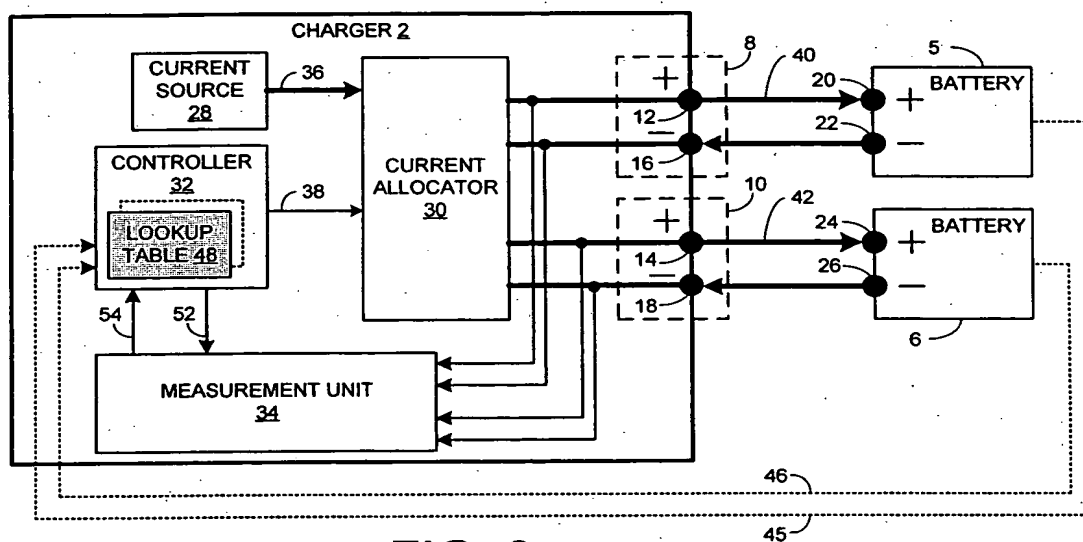 CHARGER 2
CURRENT
SOURCE
28
36
CONTROLLER
32
LOOKUP
TABLE 48
38
CURRENT
ALLOCATOR
30
54
52
MEASUREMENT UNIT
34
8
+
12
−
16
40
5
20
BATTERY
+
22
−
10
+
14
−
18
42
24
BATTERY
+
26
−
6
46
45